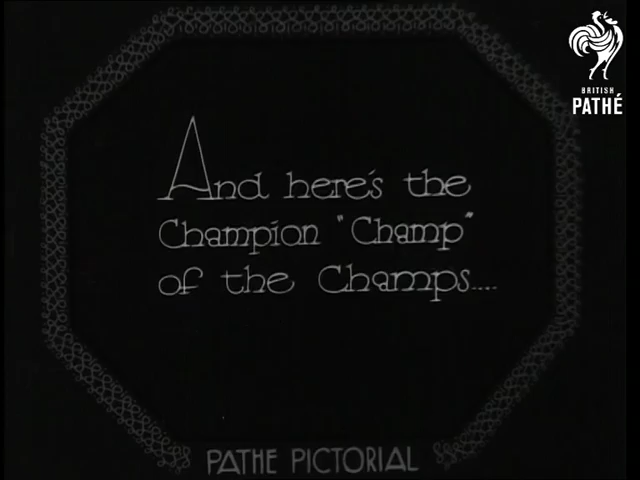 BRITISH
PATHÉ
And here's the
Champion "Champ"
of the Champs....
PATHE PICTORIAL